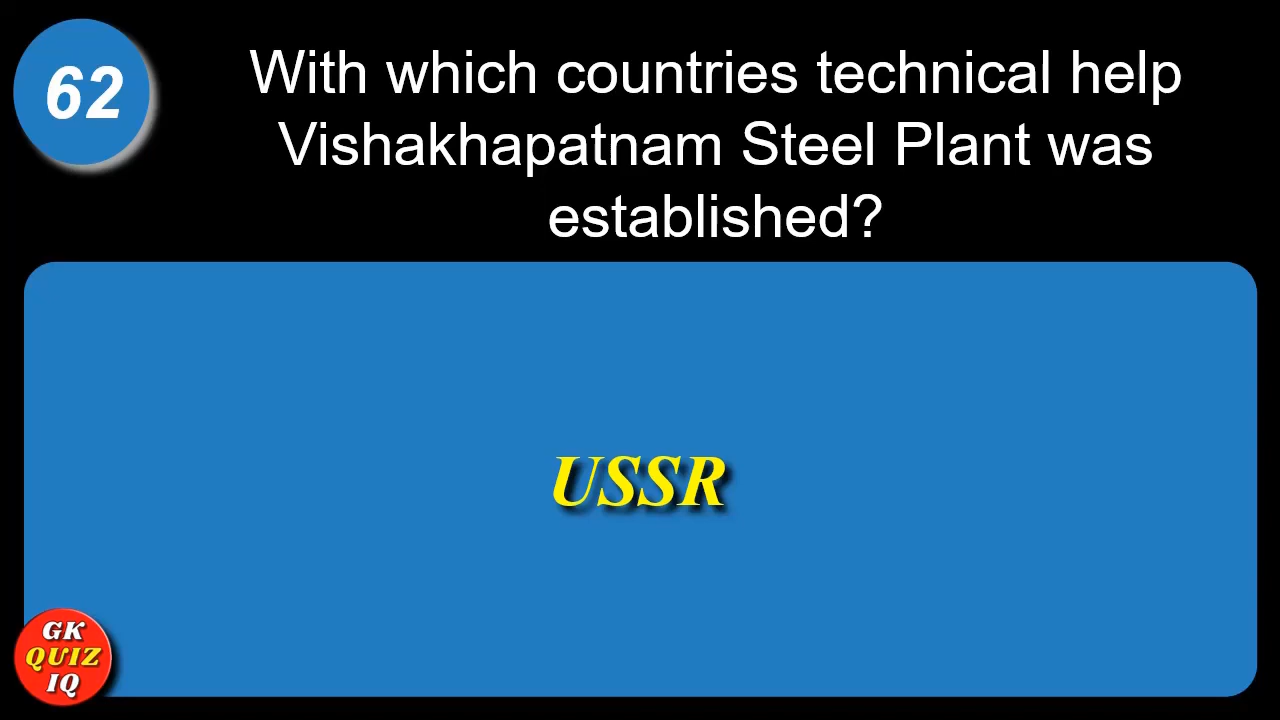 62
With which countries technical help
Vishakhapatnam Steel Plant was
established?
USSR
GK
QUIZ
IQ